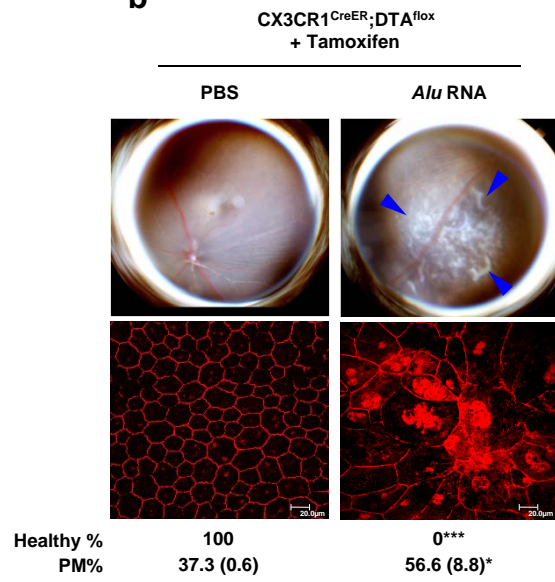 b
CX3CR1CreER;DTAflox
+ Tamoxifen
PBS
Alu RNA
20.0µm
20.0µm
Healthy %
100
0***
PM%
37.3 (0.6)
56.6 (8.8)*